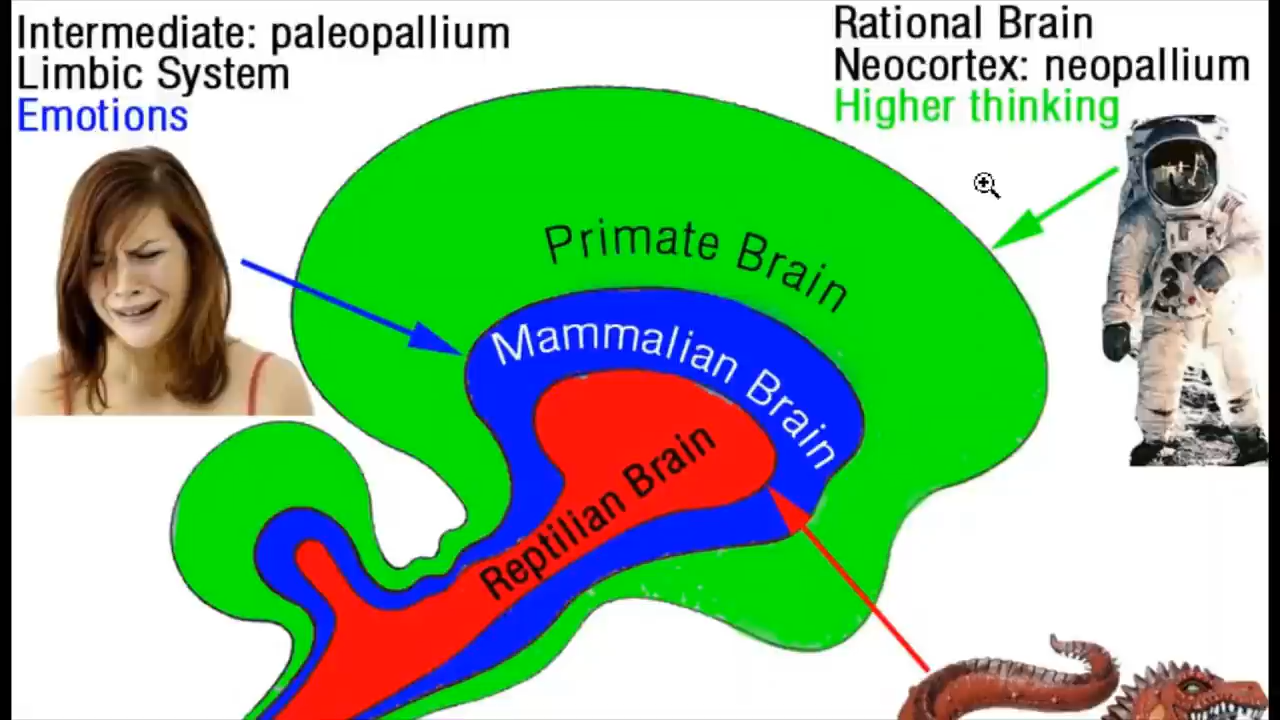 Intermediate: paleopallium
Limbic System
Emotions
Rational Brain
Neocortex: neopallium
Higher thinking
Primate Brain
Mammalian Brain
Reptilian Brain